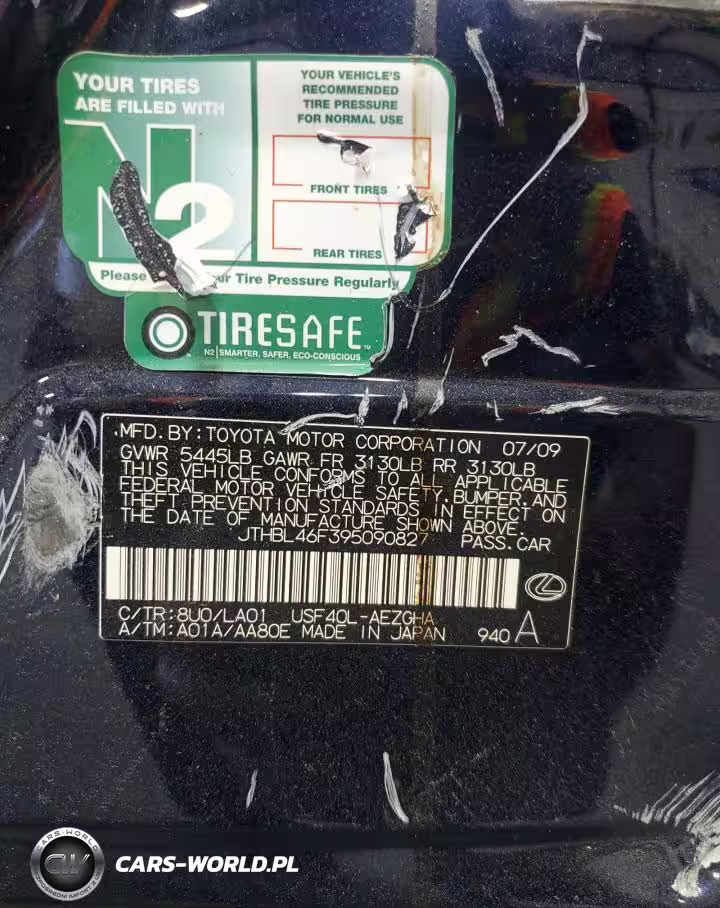 YOUR TIRES
ARE FILLED WITH
N2
YOUR VEHICLE'S
RECOMMENDED
TIRE PRESSURE
FOR NORMAL USE
FRONT TIRES
REAR TIRES
Please ur Tire Pressure Regularly
TIRESAFE™
N2 | SMARTER, SAFER, ECO-CONSCIOUS
MFD.BY:TOYOTA MOTOR CORPORATION 07/09
GVWR 5445LB GAWR FR 3130LB RR 3130LB
THIS VEHICLE CONFORMS TO ALL APPLICABLE
FEDERAL MOTOR VEHICLE SAFETY,BUMPER,AND
THEFT PREVENTION STANDARDS IN EFFECT ON
THE DATE OF MANUFACTURE SHOWN ABOVE.
JTHBL46F395090827 PASS.CAR
C/TR:8U0/LA01 USF40L-AEZGHA
A/TM:A01A/AA80E MADE IN JAPAN 940 A
CARS-WORLD
CW
CARS-WORLD.PL